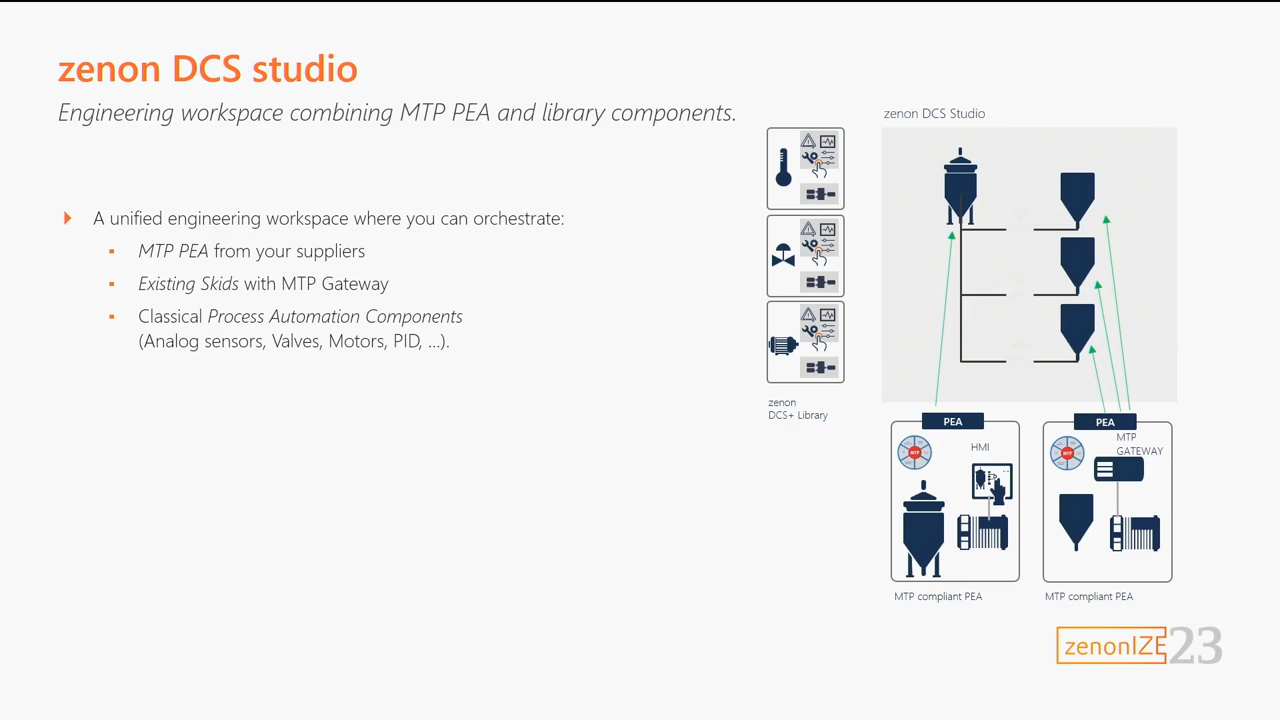 zenon DCS studio
Engineering workspace combining MTP PEA and library components.
zenon DCS Studio
A unified engineering workspace where you can orchestrate:
MTP PEA from your suppliers
Existing Skids with MTP Gateway
Classical Process Automation Components
(Analog sensors, Valves, Motors, PID, ...).
zenon
DCS+ Library
PEA
MTP
HMI
MTP compliant PEA
PEA
MTP
GATEWAY
MTP
MTP compliant PEA
zenonIZE23